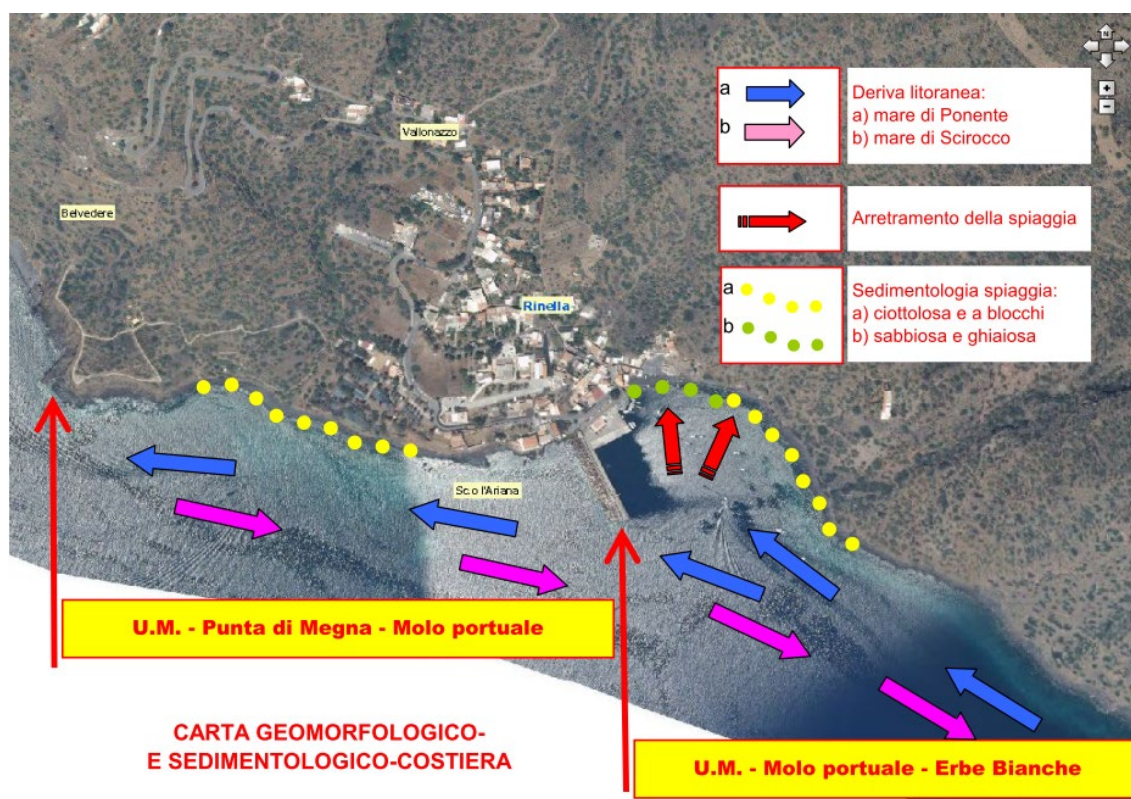 N
a
b
Deriva litoranea:
a) mare di Ponente
b) mare di Scirocco
Arretramento della spiaggia
a
b
Sedimentologia spiaggia:
a) ciottolosa e a blocchi
b) sabbiosa e ghiaiosa
Vallonazzo
Belvedere
Rinella
Sc.o l'Ariana
U.M. - Punta di Megna - Molo portuale
CARTA GEOMORFOLOGICO-
E SEDIMENTOLOGICO-COSTIERA
U.M. - Molo portuale - Erbe Bianche